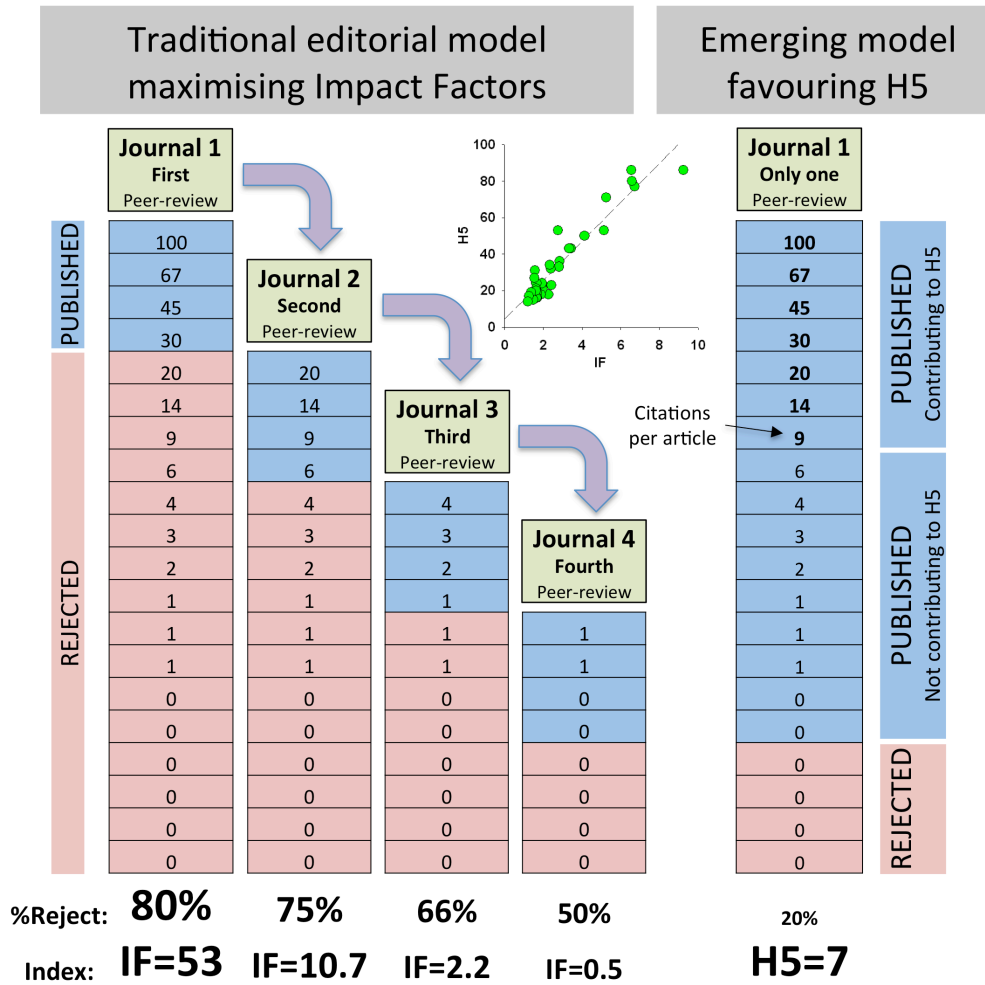 Traditional editorial model
maximising Impact Factors
Emerging model
favouring H5
Journal 1
First
Peer-review
PUBLISHED
REJECTED
100
67
45
30
20
14
9
6
4
3
2
1
1
1
0
0
0
0
0
0
Journal 2
Second
Peer-review
20
14
9
6
4
3
2
1
1
1
0
0
0
0
0
0
Journal 3
Third
Peer-review
4
3
2
1
1
1
0
0
0
0
0
0
Journal 4
Fourth
Peer-review
1
1
0
0
0
0
0
0
H5
100
80
60
40
20
0
0 2 4 6 8 10
IF
Citations
per article
Journal 1
Only one
Peer-review
100
67
45
30
20
14
9
6
4
3
2
1
1
1
0
0
0
0
0
0
PUBLISHED
Contributing to H5
PUBLISHED
Not contributing to H5
REJECTED
%Reject: 80% 75% 66% 50% 20%
Index: IF=53 IF=10.7 IF=2.2 IF=0.5 H5=7